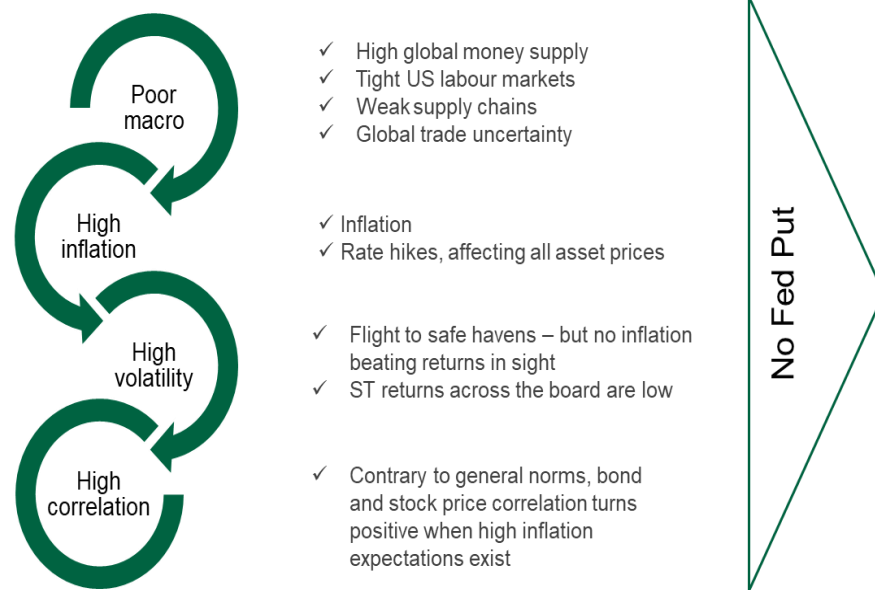 Poor
macro
✓ High global money supply
✓ Tight US labour markets
✓ Weak supply chains
✓ Global trade uncertainty
High
inflation
✓ Inflation
✓ Rate hikes, affecting all asset prices
High
volatility
✓ Flight to safe havens – but no inflation
beating returns in sight
✓ ST returns across the board are low
High
correlation
✓ Contrary to general norms, bond
and stock price correlation turns
positive when high inflation
expectations exist
No Fed Put